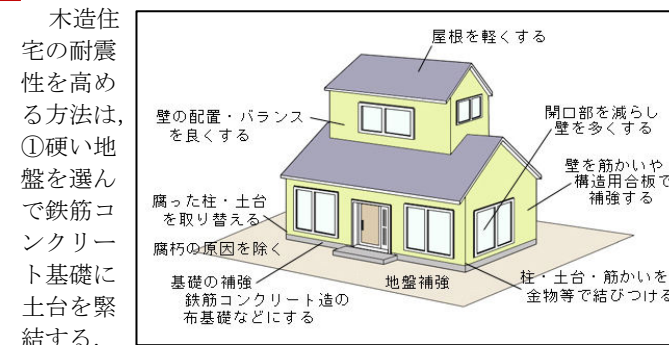 木造住
宅の耐震
性を高め
る方法は,
①硬い地
盤を選ん
で鉄筋コ
ンクリー
ト基礎に
土台を緊
結する,
屋根を軽くする
壁の配置・バランス
を良くする
開口部を減らし
壁を多くする
壁を筋かいや
構造用合板で
補強する
腐った柱・土台
を取り替える
腐朽の原因を除く
基礎の補強
鉄筋コンクリート造の
布基礎などにする
地盤補強
柱・土台・筋かいを
金物等で結びつける